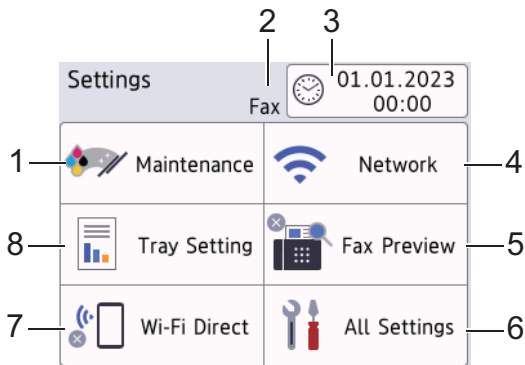 2 3
Settings
Fax
01.01.2023
00:00
1 Maintenance Network 4
8 Tray Setting Fax Preview 5
7 Wi-Fi Direct All Settings 6